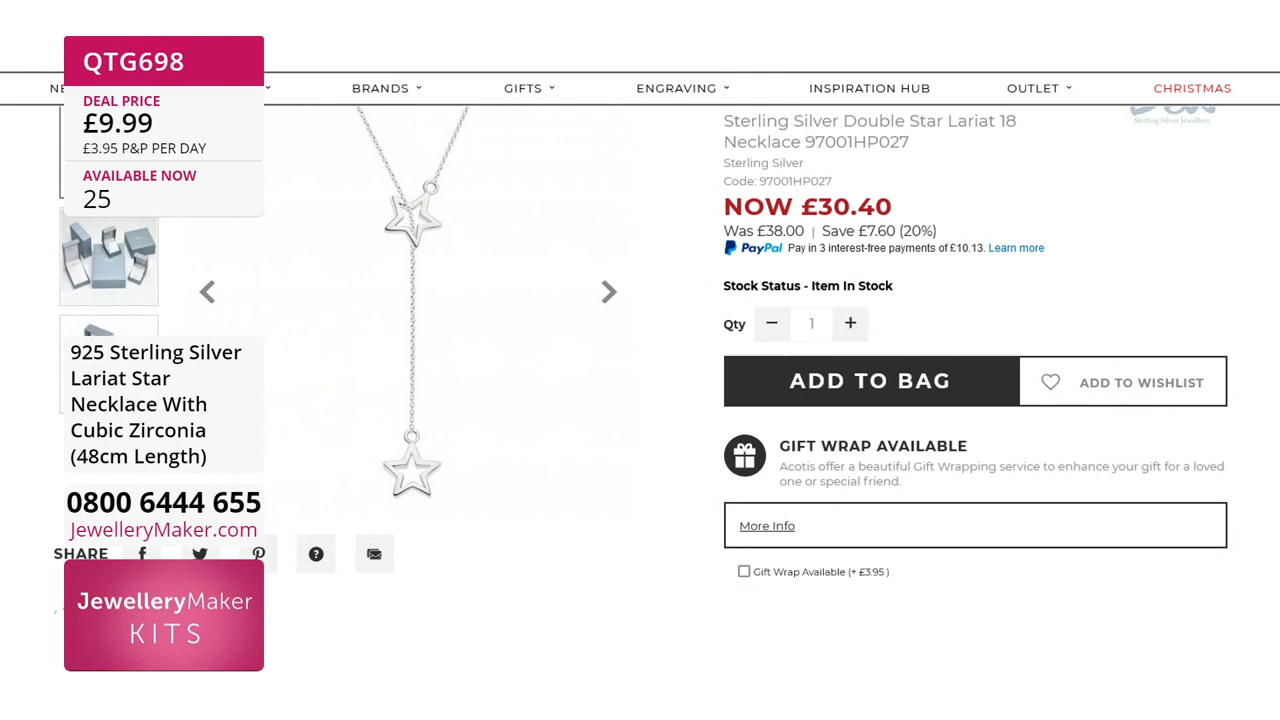 QTG698
DEAL PRICE
£9.99
£3.95 P&P PER DAY
AVAILABLE NOW
25
925 Sterling Silver
Lariat Star
Necklace With
Cubic Zirconia
(48cm Length)
0800 6444 655
JewelleryMaker.com
JewelleryMaker
KITS
BRANDS
GIFTS
ENGRAVING
INSPIRATION HUB
OUTLET
CHRISTMAS
Sterling Silver Jewellery
Sterling Silver Double Star Lariat 18
Necklace 97001HP027
Sterling Silver
Code: 97001HP027
NOW £30.40
Was £38.00 | Save £7.60 (20%)
PayPal Pay in 3 interest-free payments of £10.13. Learn more
Stock Status - Item In Stock
Qty − 1 +
ADD TO BAG
ADD TO WISHLIST
GIFT WRAP AVAILABLE
Acotis offer a beautiful Gift Wrapping service to enhance your gift for a loved
one or special friend.
More Info
Gift Wrap Available (+ £3.95 )
SHARE